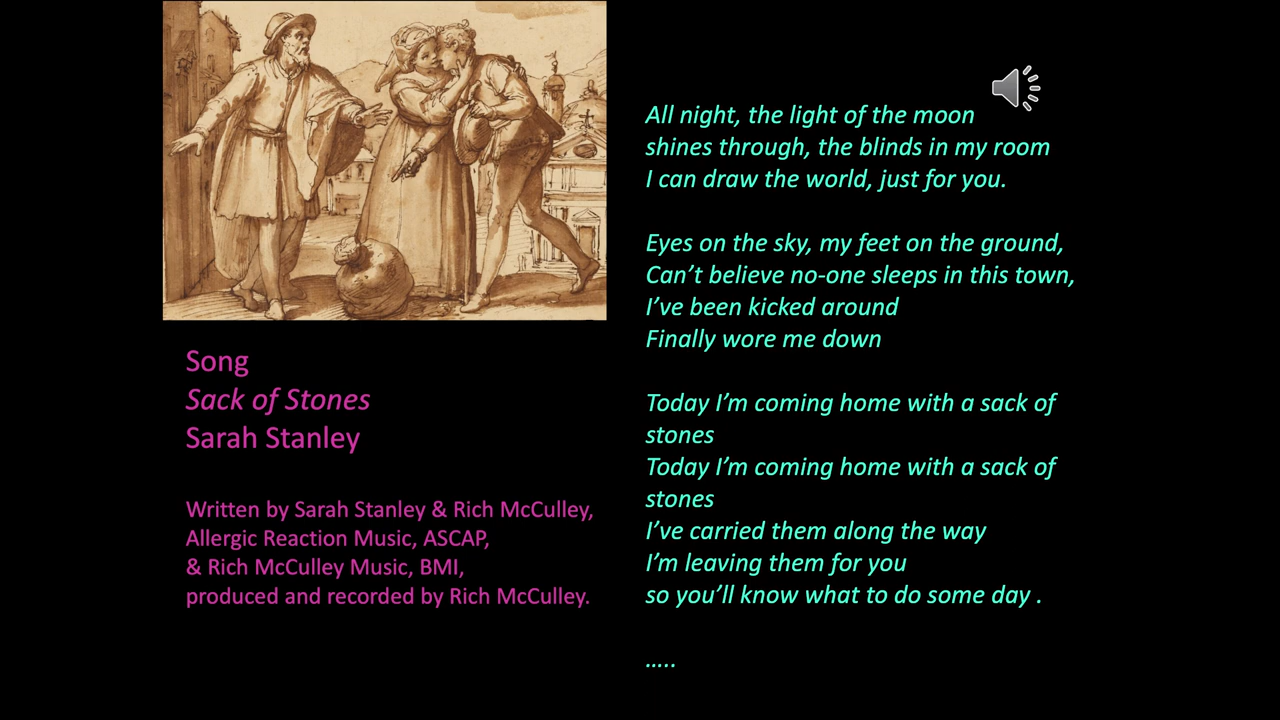 Song
Sack of Stones
Sarah Stanley
Written by Sarah Stanley & Rich McCulley,
Allergic Reaction Music, ASCAP,
& Rich McCulley Music, BMI,
produced and recorded by Rich McCulley.
All night, the light of the moon
shines through, the blinds in my room
I can draw the world, just for you.
Eyes on the sky, my feet on the ground,
Can’t believe no-one sleeps in this town,
I’ve been kicked around
Finally wore me down
Today I’m coming home with a sack of
stones
Today I’m coming home with a sack of
stones
I’ve carried them along the way
I’m leaving them for you
so you’ll know what to do some day .
…..